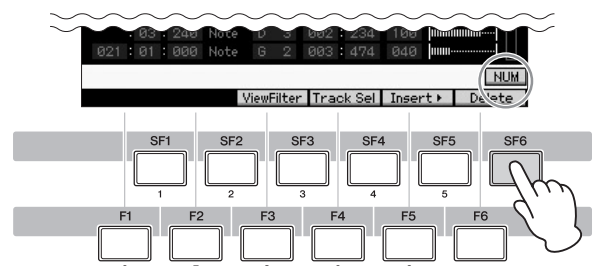 03 : 240 Note D 3 002 : 234 100
021 : 01 : 000 Note G 2 003 : 474 040
NUM
ViewFilter Track Sel Insert▸ Delete
SF1 SF2 SF3 SF4 SF5 SF6
1 2 3 4 5
F1 F2 F3 F4 F5 F6